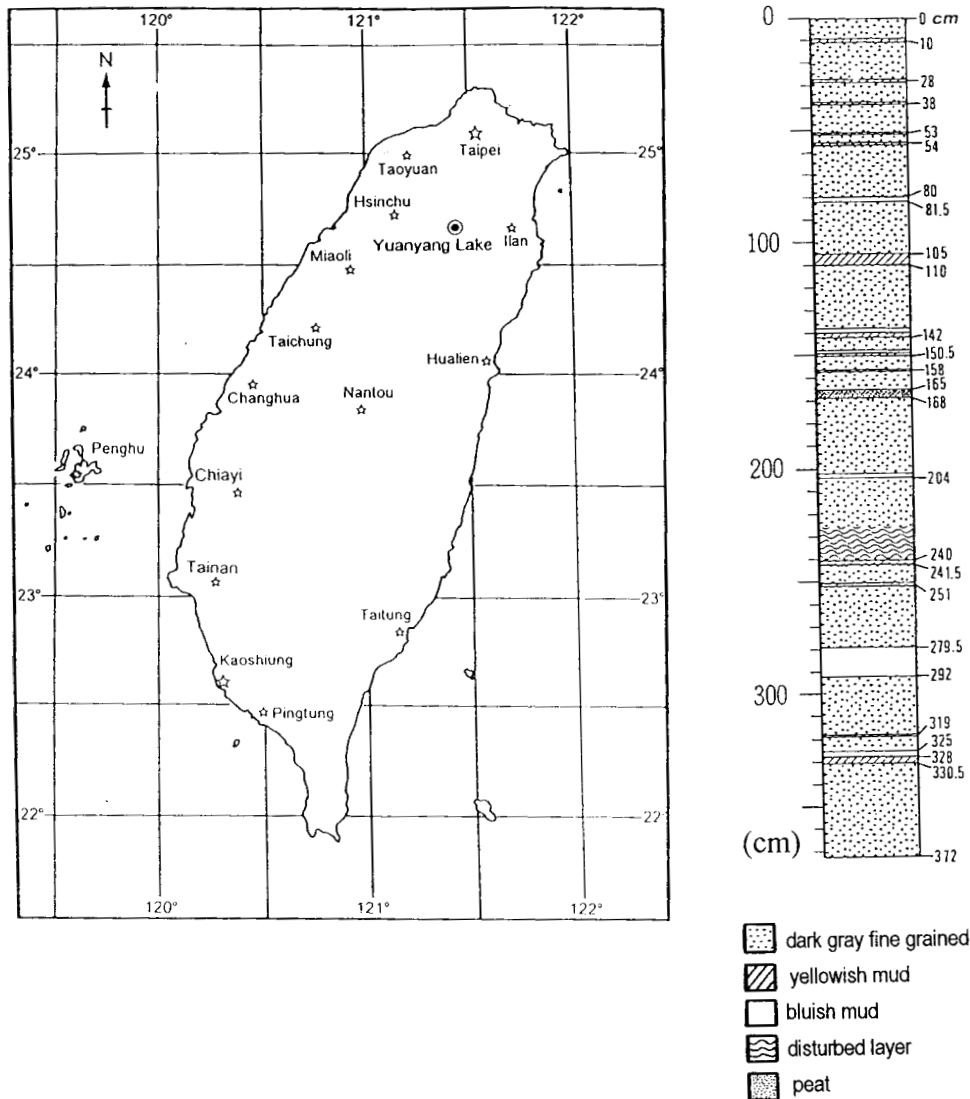 120°
121°
122°
N
25°
25°
Taipei
Taoyuan
Hsinchu
Yuanyang Lake
Ilan
Miaoli
Taichung
Hualien
24°
24°
Changhua
Nantou
Penghu
Chiayi
Tainan
23°
23°
Taitung
Kaoshiung
Pingtung
22°
22°
120°
121°
122°
0
0 cm
10
28
38
53
54
80
81.5
100
105
110
142
150.5
158
165
168
200
204
240
241.5
251
279.5
292
300
319
325
328
330.5
(cm)
372
dark gray fine grained
yellowish mud
bluish mud
disturbed layer
peat